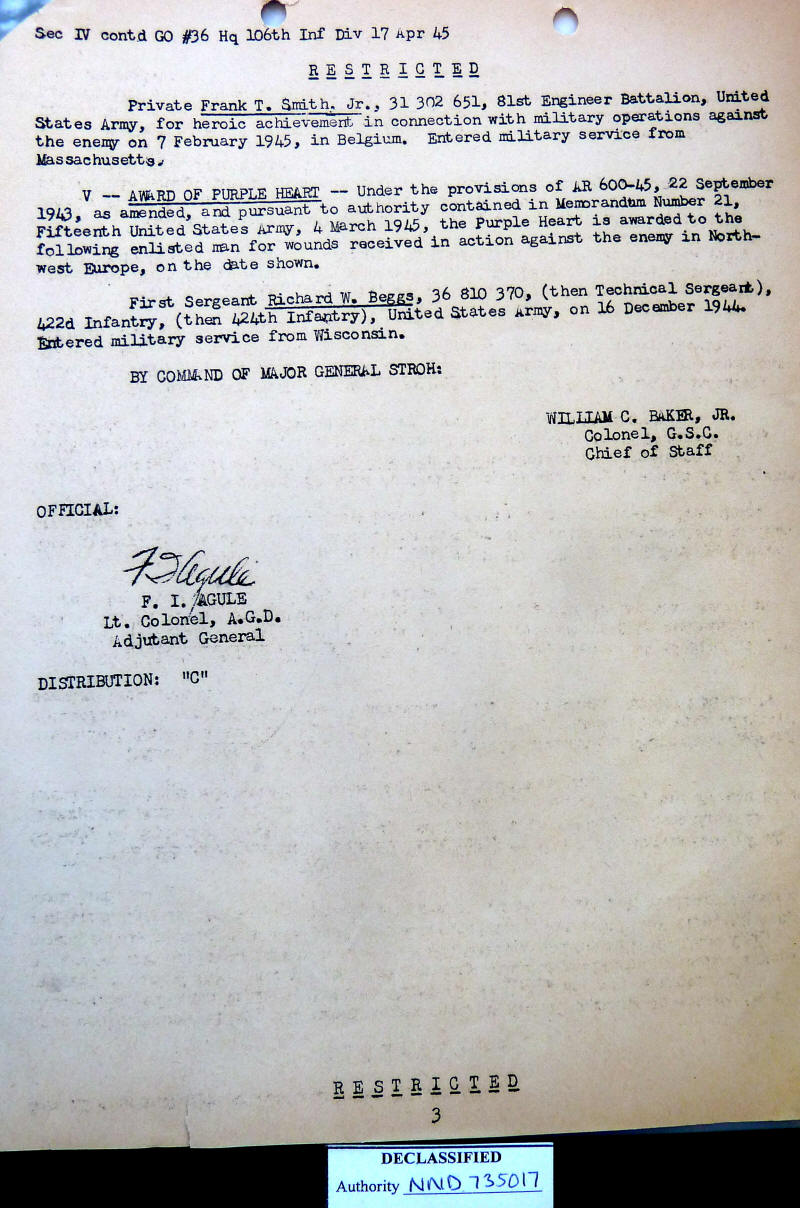 Sec IV contd GO #36 Hq 106th Inf Div 17 Apr 45
R E S T R I C T E D
Private Frank T. Smith, Jr., 31 302 651, 81st Engineer Battalion, United
States Army, for heroic achievement in connection with military operations against
the enemy on 7 February 1945, in Belgium. Entered military service from
Massachusetts.
V -- AWARD OF PURPLE HEART -- Under the provisions of AR 600-45, 22 September
1943, as amended, and pursuant to authority contained in Memorandum Number 21,
Fifteenth United States Army, 4 March 1945, the Purple Heart is awarded to the
following enlisted man for wounds received in action against the enemy in North-
west Europe, on the date shown.
First Sergeant Richard W. Beggs, 36 810 370, (then Technical Sergeant),
422d Infantry, (then 424th Infantry), United States Army, on 16 December 1944.
Entered military service from Wisconsin.
BY COMMAND OF MAJOR GENERAL STROH:
WILLIAM C. BAKER, JR.
Colonel, G.S.C.
Chief of Staff
OFFICIAL:
F I Agule
F. I. AGULE
Lt. Colonel, A.G.D.
Adjutant General
DISTRIBUTION: "C"
R E S T R I C T E D
3
DECLASSIFIED
Authority NND 735017